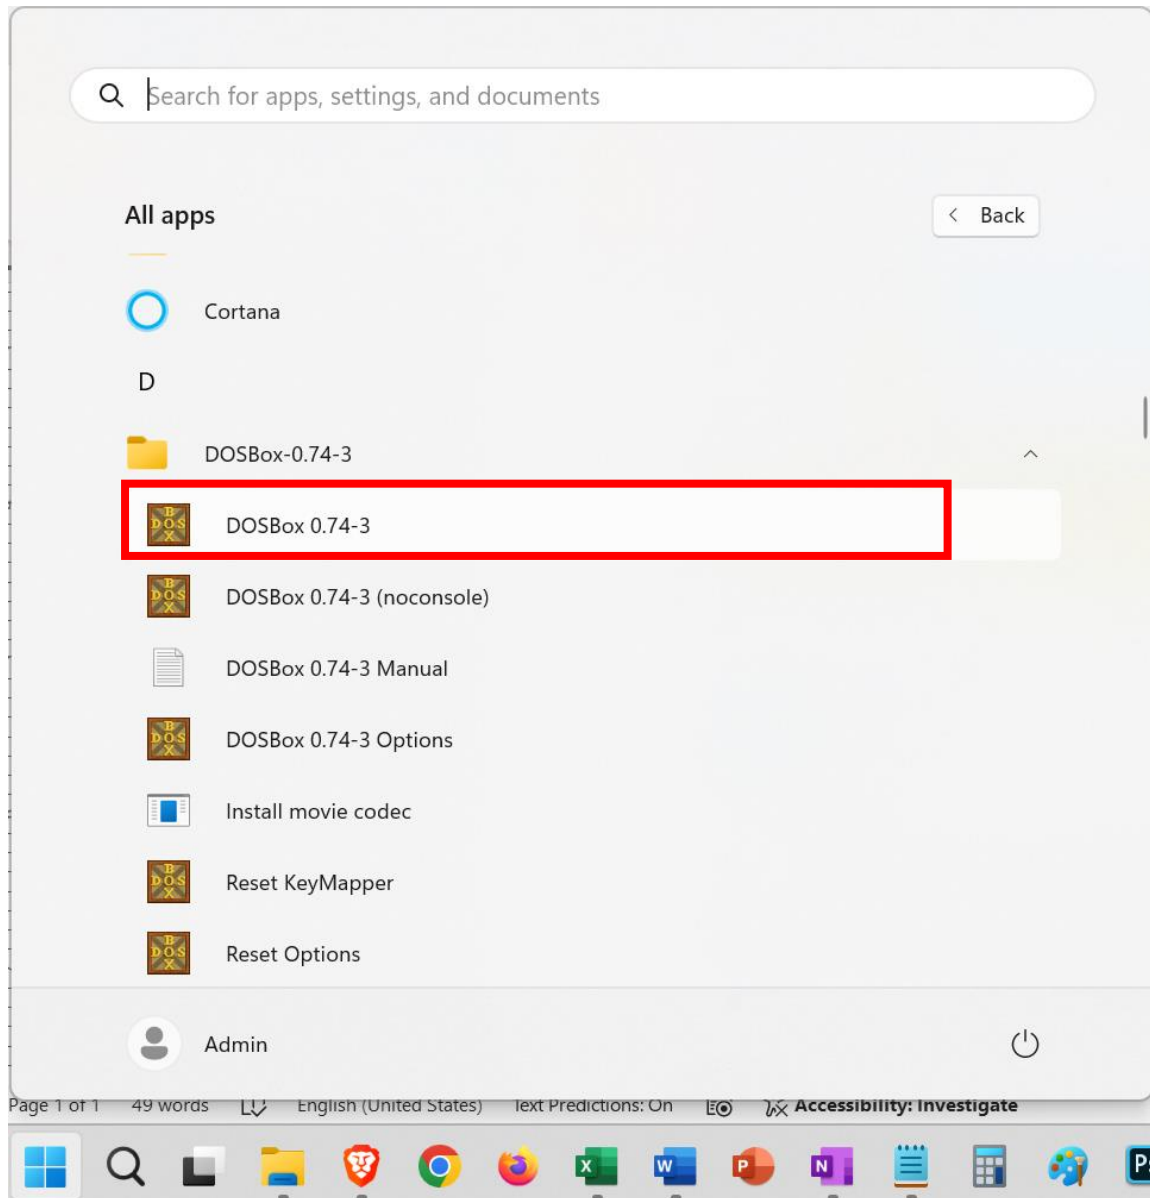 Search for apps, settings, and documents
All apps
Back
Cortana
D
DOSBox-0.74-3
DOSBox 0.74-3
DOSBox 0.74-3 (noconsole)
DOSBox 0.74-3 Manual
DOSBox 0.74-3 Options
Install movie codec
Reset KeyMapper
Reset Options
Admin
Page 1 of 1 49 words English (United States) Text Predictions: On Accessibility: Investigate